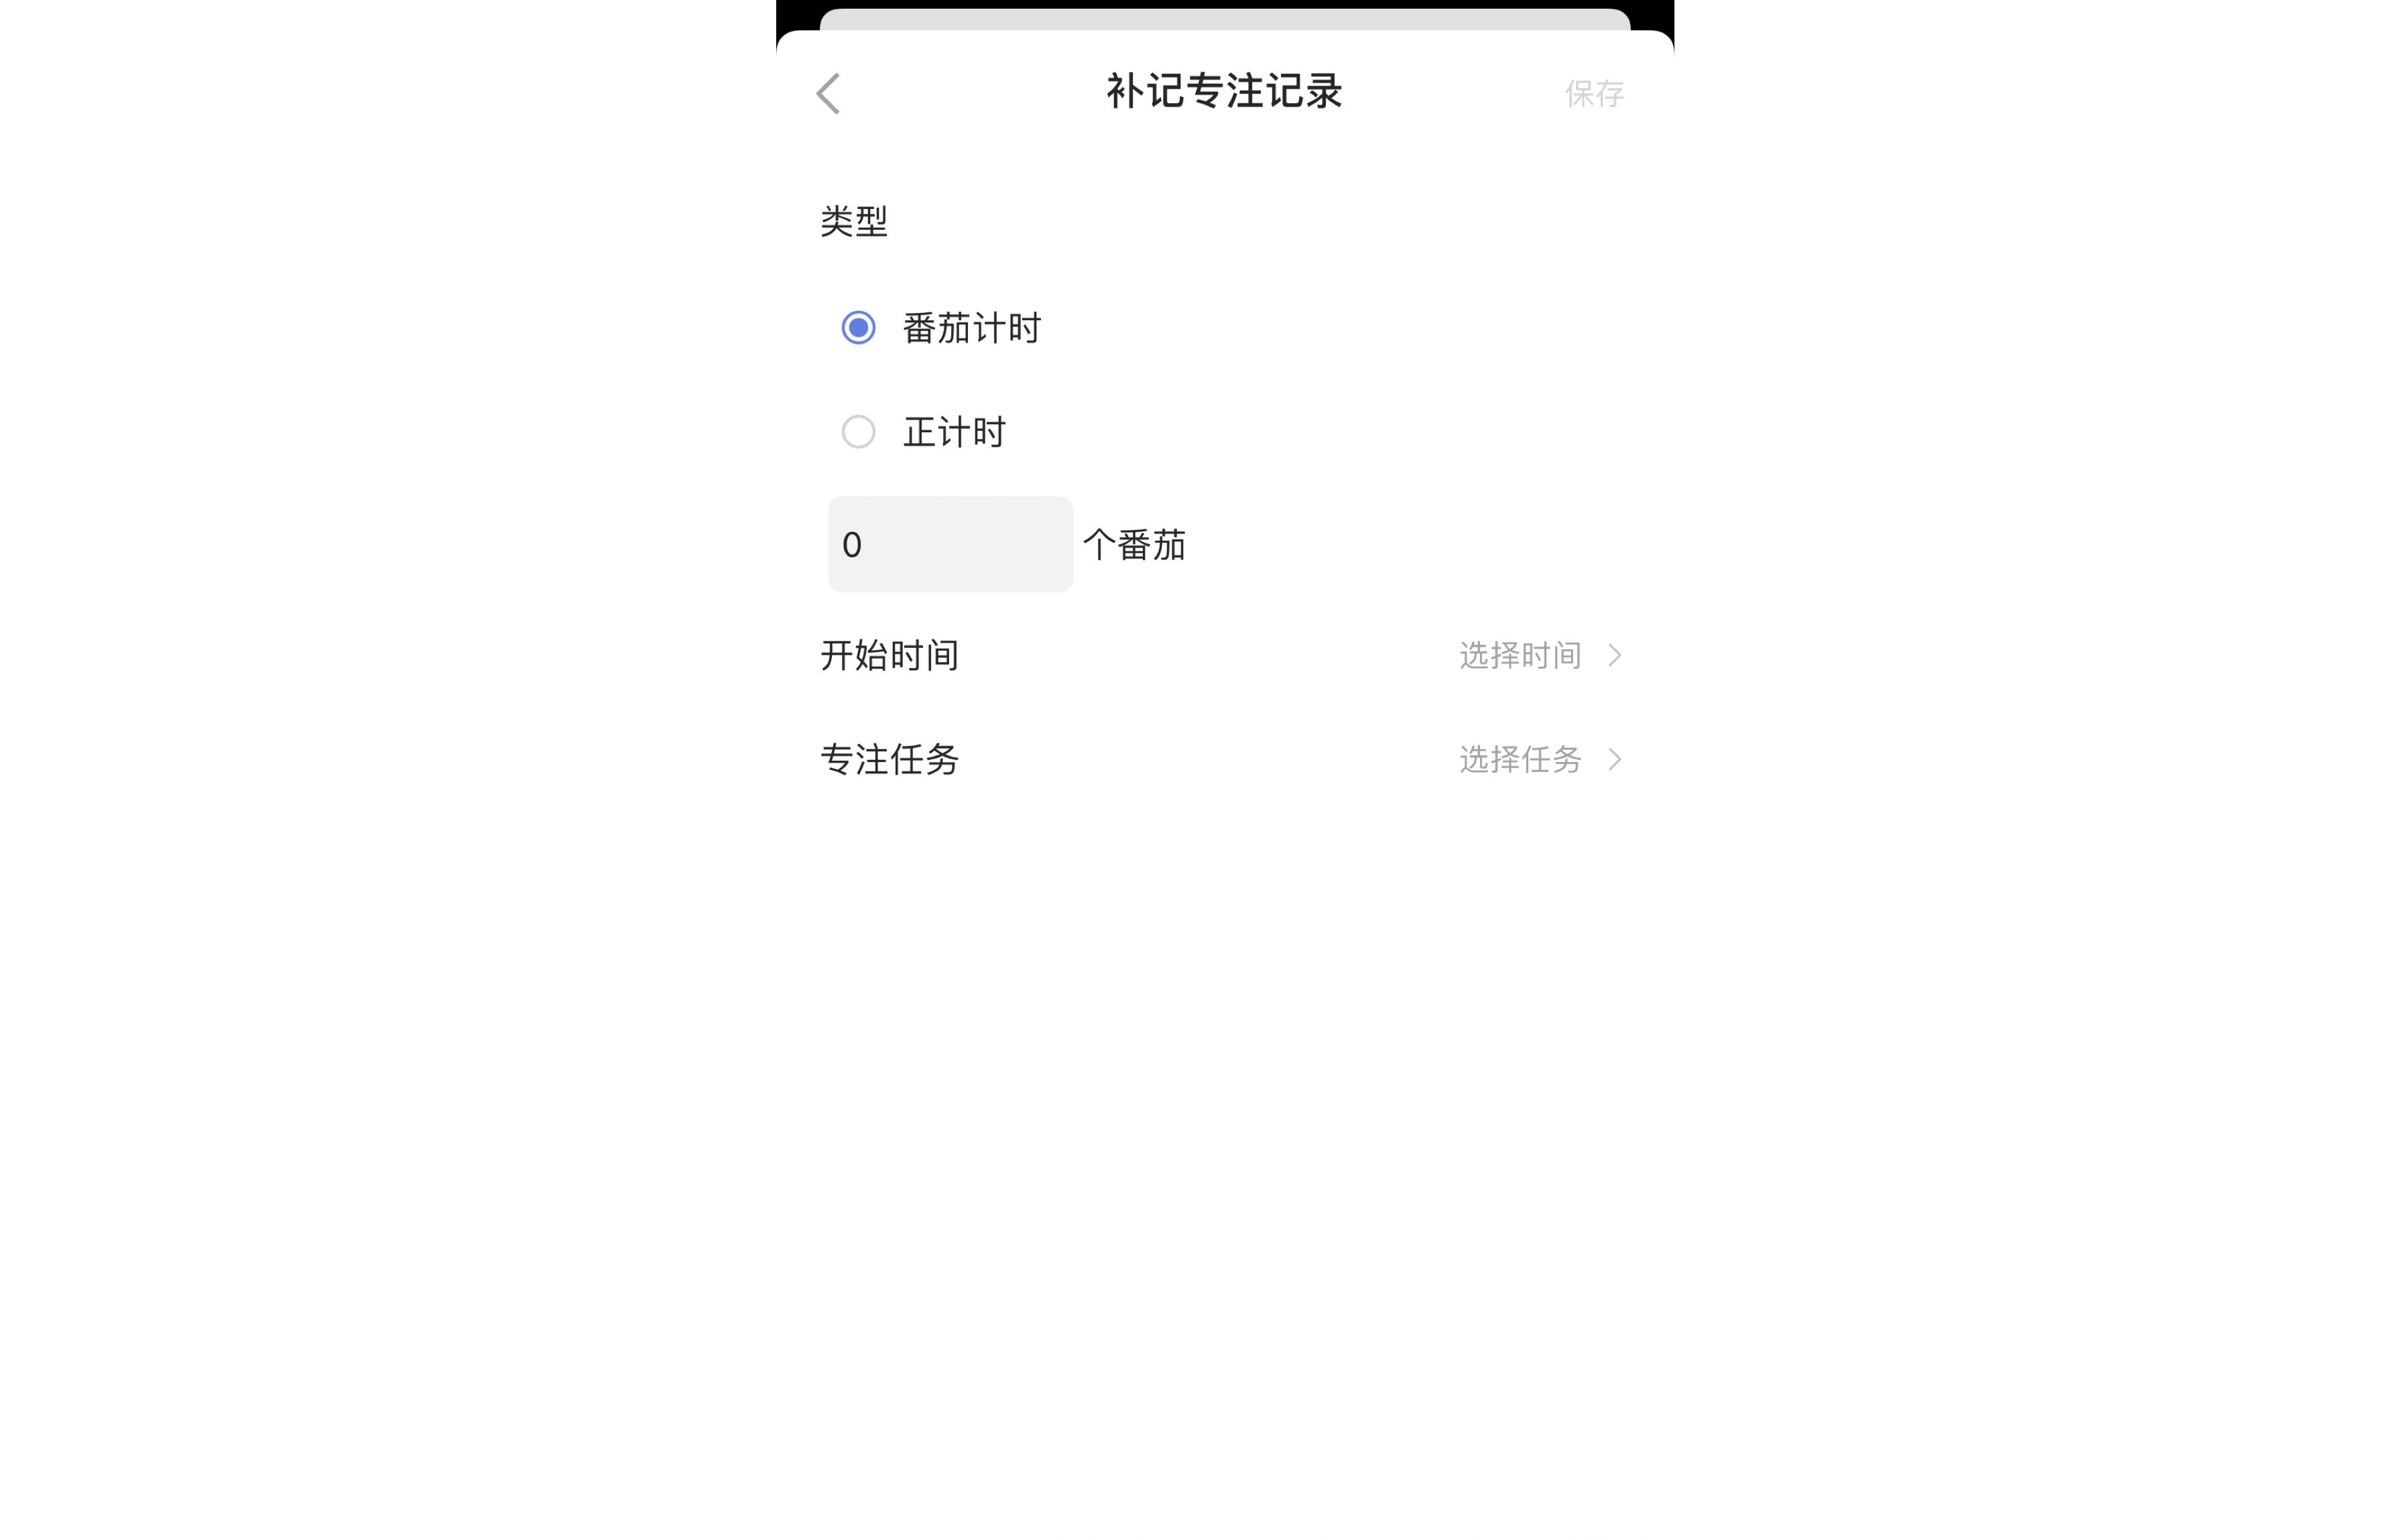 补记专注记录
保存
类型
番茄计时
正计时
0 个番茄
开始时间 选择时间
专注任务 选择任务